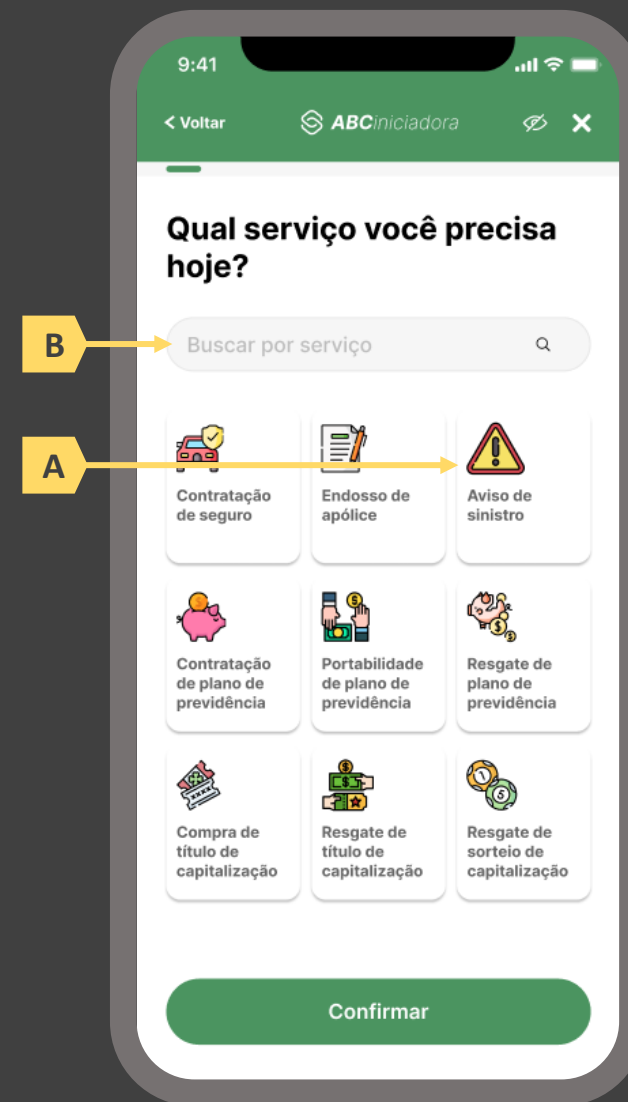 9:41
< Voltar
ABCiniciadora
Qual serviço você precisa
hoje?
B
Buscar por serviço
A
Contratação
de seguro
Endosso de
apólice
Aviso de
sinistro
Contratação
de plano de
previdência
Portabilidade
de plano de
previdência
Resgate de
plano de
previdência
Compra de
título de
capitalização
Resgate de
título de
capitalização
Resgate de
sorteio de
capitalização
Confirmar